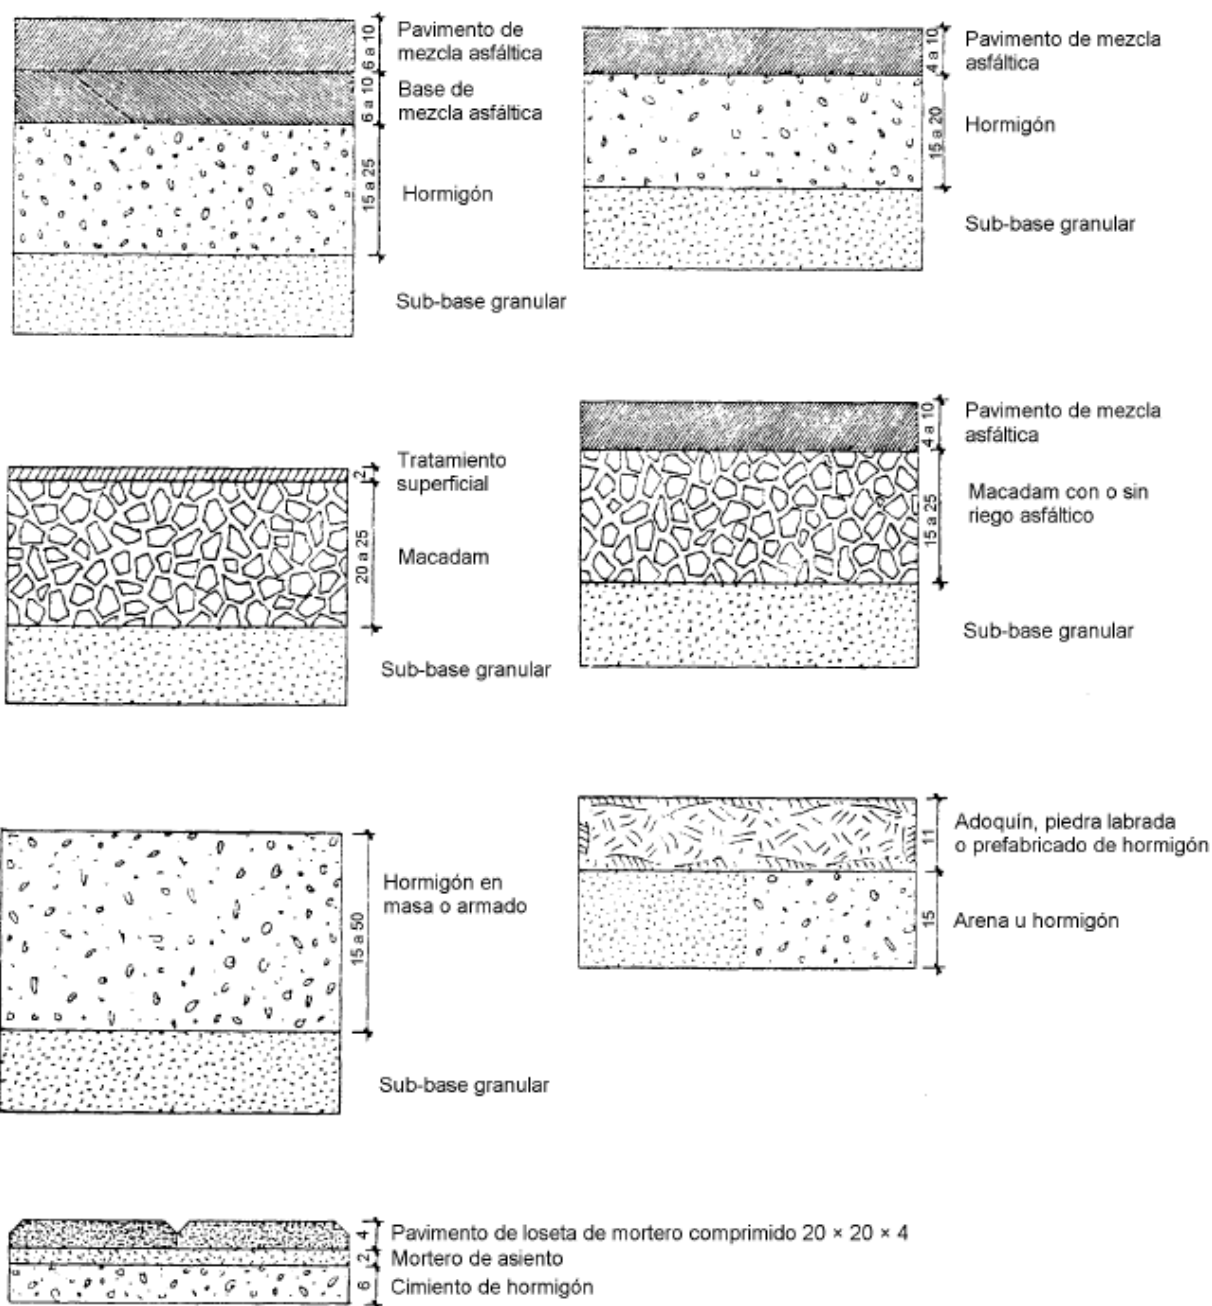 6 a 10
Pavimento de
mezcla asfáltica
6 a 10
Base de
mezcla asfáltica
15 a 25
Hormigón
Sub-base granular
4 a 10
Pavimento de mezcla
asfáltica
15 a 20
Hormigón
Sub-base granular
2
Tratamiento
superficial
20 a 25
Macadam
Sub-base granular
4 a 10
Pavimento de mezcla
asfáltica
15 a 25
Macadam con o sin
riego asfáltico
Sub-base granular
15 a 50
Hormigón en
masa o armado
Sub-base granular
11
Adoquín, piedra labrada
o prefabricado de hormigón
15
Arena u hormigón
4 Pavimento de loseta de mortero comprimido 20 × 20 × 4
2 Mortero de asiento
6 Cimiento de hormigón